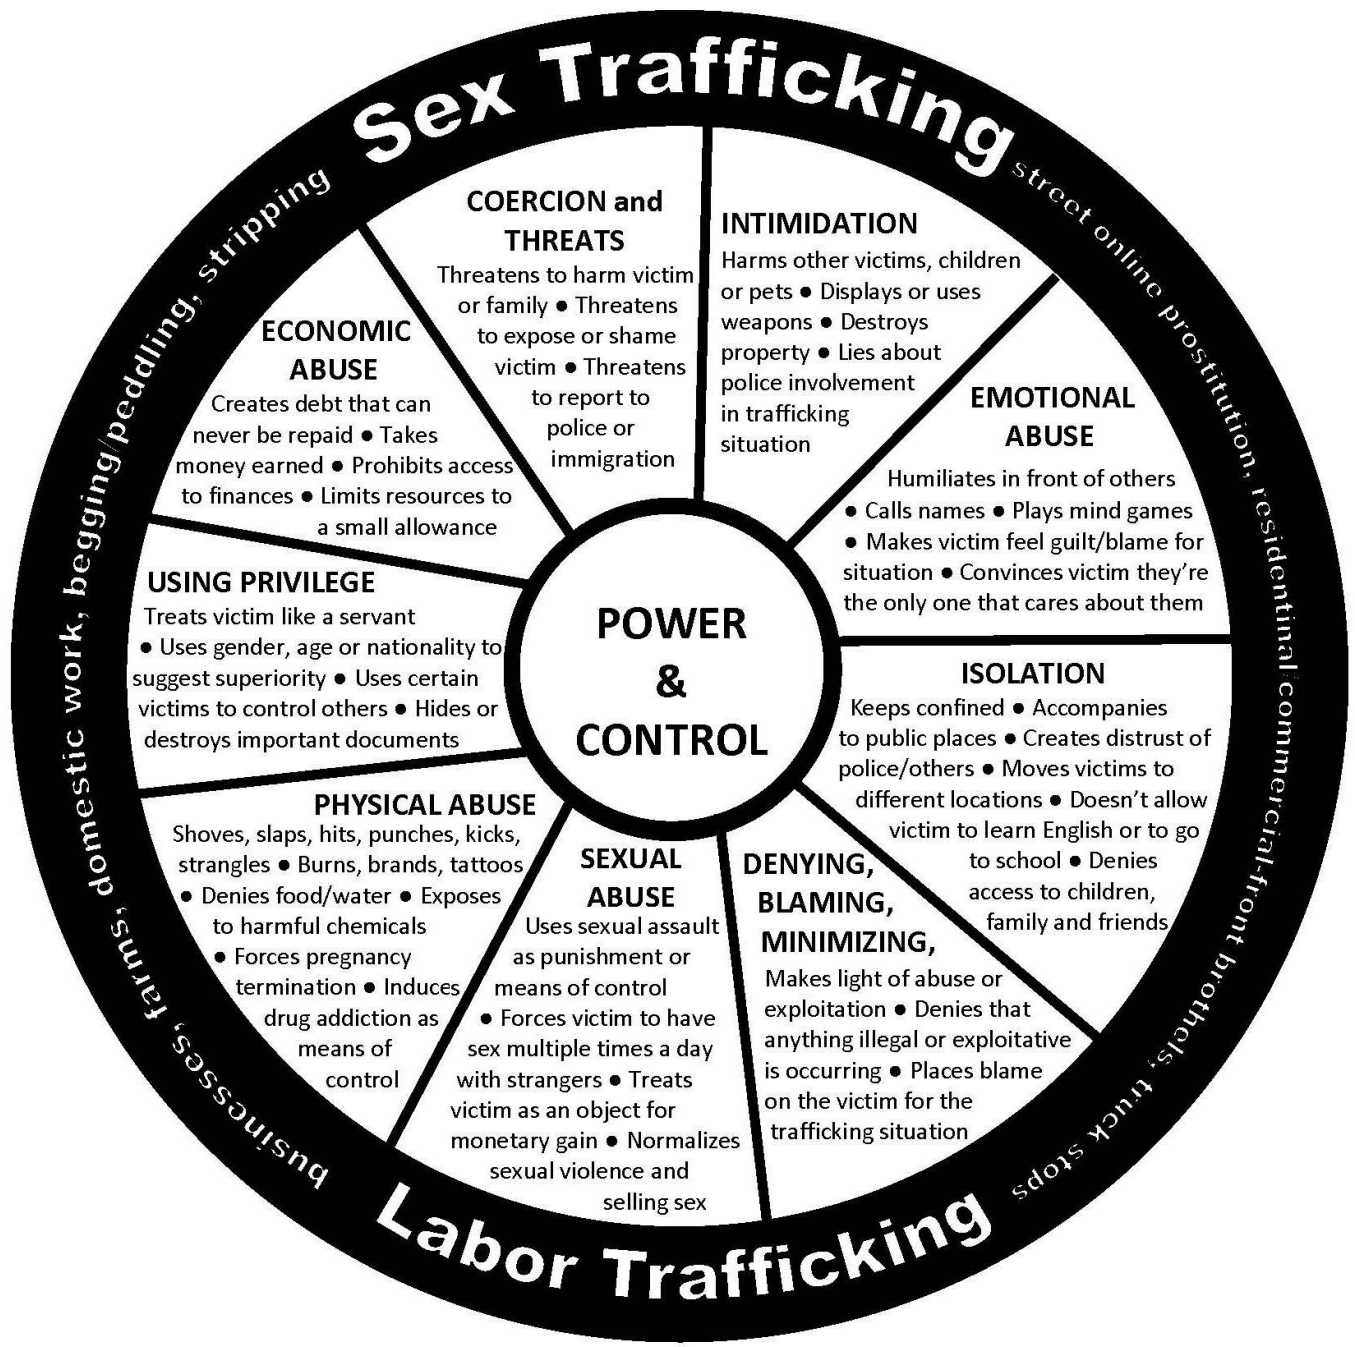 Sex Trafficking
street online prostitution, residentinal/commercial-front brothels, truck stops
COERCION and
THREATS
Threatens to harm victim
or family ● Threatens
to expose or shame
victim ● Threatens
to report to
police or
immigration
INTIMIDATION
Harms other victims, children
or pets ● Displays or uses
weapons ● Destroys
property ● Lies about
police involvement
in trafficking
situation
EMOTIONAL
ABUSE
Humiliates in front of others
● Calls names ● Plays mind games
● Makes victim feel guilt/blame for
situation ● Convinces victim they're
the only one that cares about them
ISOLATION
Keeps confined ● Accompanies
to public places ● Creates distrust of
police/others ● Moves victims to
different locations ● Doesn't allow
victim to learn English or to go
to school ● Denies
access to children,
family and friends
DENYING,
BLAMING,
MINIMIZING,
Makes light of abuse or
exploitation ● Denies that
anything illegal or exploitative
is occurring ● Places blame
on the victim for the
trafficking situation
SEXUAL
ABUSE
Uses sexual assault
as punishment or
means of control
● Forces victim to have
sex multiple times a day
with strangers ● Treats
victim as an object for
monetary gain ● Normalizes
sexual violence and
selling sex
PHYSICAL ABUSE
Shoves, slaps, hits, punches, kicks,
strangles ● Burns, brands, tattoos
● Denies food/water ● Exposes
to harmful chemicals
● Forces pregnancy
termination ● Induces
drug addiction as
means of
control
USING PRIVILEGE
Treats victim like a servant
● Uses gender, age or nationality to
suggest superiority ● Uses certain
victims to control others ● Hides or
destroys important documents
ECONOMIC
ABUSE
Creates debt that can
never be repaid ● Takes
money earned ● Prohibits access
to finances ● Limits resources to
a small allowance
POWER
&
CONTROL
Labor Trafficking
businesses, farms, domestic work, begging/peddling, stripping